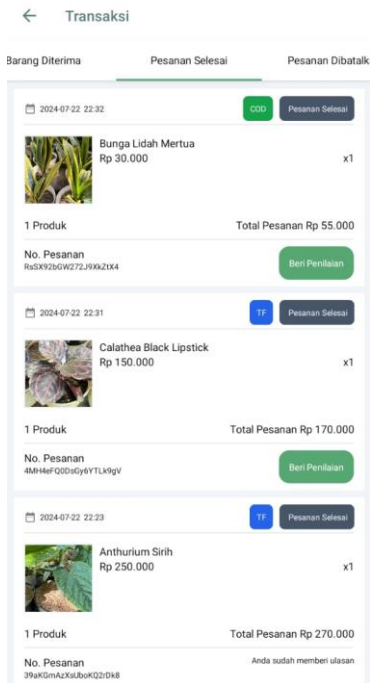 Transaksi
Barang Diterima Pesanan Selesai Pesanan Dibatalk
2024-07-22 22:32 COD Pesanan Selesai
Bunga Lidah Mertua
Rp 30.000 x1
1 Produk Total Pesanan Rp 55.000
No. Pesanan
RsSX92bGW272J9XkZtX4 Beri Penilaian
2024-07-22 22:31 TF Pesanan Selesai
Calathea Black Lipstick
Rp 150.000 x1
1 Produk Total Pesanan Rp 170.000
No. Pesanan
4MH4eFQ0DsGy6YTLk9gV Beri Penilaian
2024-07-22 22:23 TF Pesanan Selesai
Anthurium Sirih
Rp 250.000 x1
1 Produk Total Pesanan Rp 270.000
No. Pesanan Anda sudah memberi ulasan
39aKGmAzXsUboKQ2rDk8